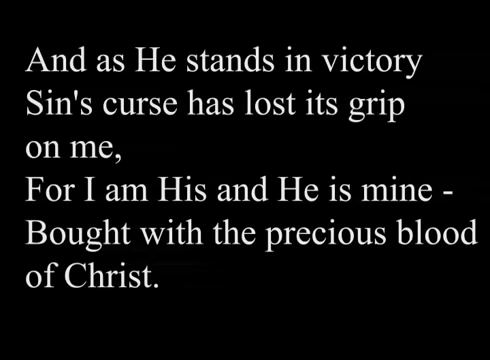 And as He stands in victory
Sin's curse has lost its grip
on me,
For I am His and He is mine -
Bought with the precious blood
of Christ.